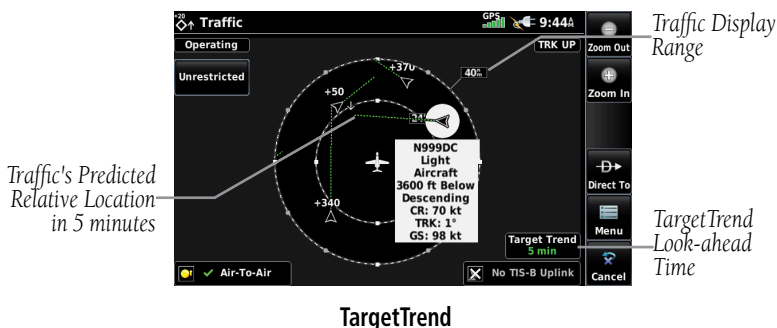 +20
Traffic
GPS
9:44
Traffic Display
Range
Operating
TRK UP
Zoom Out
Unrestricted
+370
40
Zoom In
+50
24
N999DC
Light
Aircraft
3600 ft Below
Descending
CR: 70 kt
TRK: 1°
GS: 98 kt
Traffic's Predicted
Relative Location
in 5 minutes
Direct To
+340
Menu
Target Trend
5 min
TargetTrend
Look-ahead
Time
Air-To-Air
No TIS-B Uplink
Cancel
TargetTrend